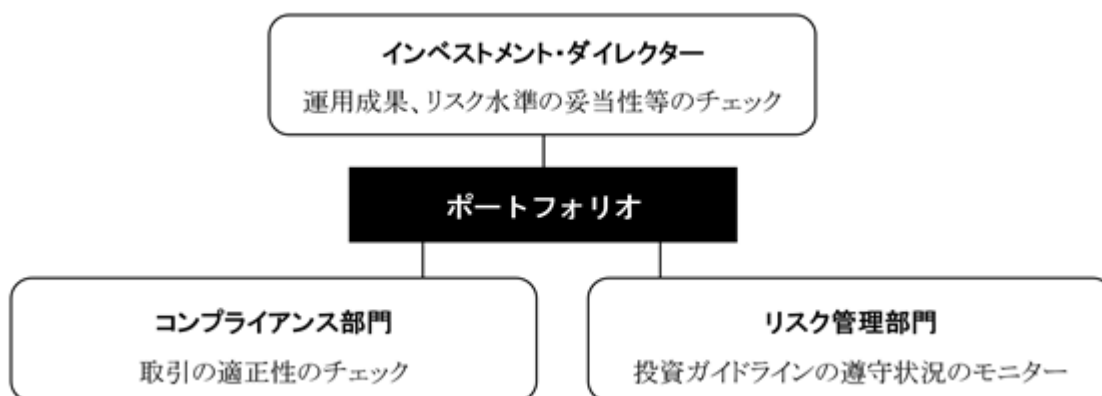 インベストメント・ダイレクター
運用成果、リスク水準の妥当性等のチェック
ポートフォリオ
コンプライアンス部門
取引の適正性のチェック
リスク管理部門
投資ガイドラインの遵守状況のモニター